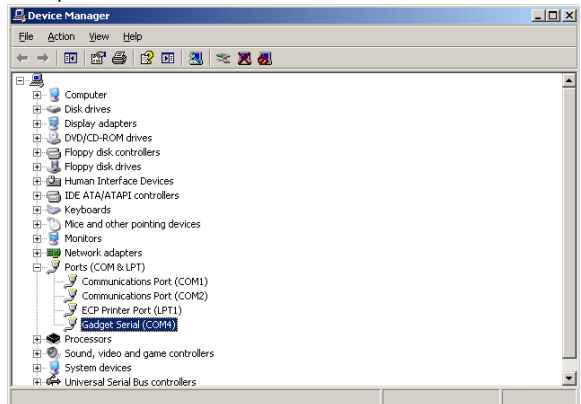 Device Manager
File Action View Help
Computer
Disk drives
Display adapters
DVD/CD-ROM drives
Floppy disk controllers
Floppy disk drives
Human Interface Devices
IDE ATA/ATAPI controllers
Keyboards
Mice and other pointing devices
Monitors
Network adapters
Ports (COM & LPT)
Communications Port (COM1)
Communications Port (COM2)
ECP Printer Port (LPT1)
Gadget Serial (COM4)
Processors
Sound, video and game controllers
System devices
Universal Serial Bus controllers